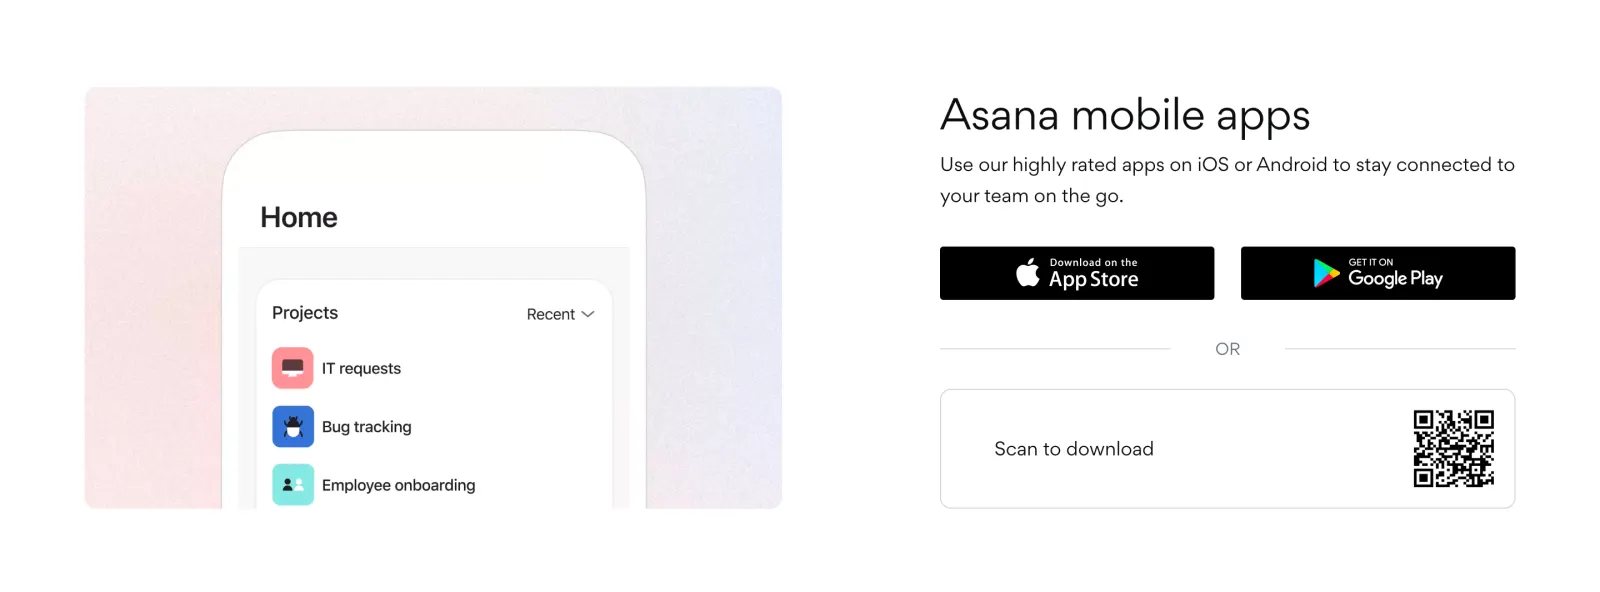 Home
Projects
Recent
IT requests
Bug tracking
Employee onboarding
Asana mobile apps
Use our highly rated apps on iOS or Android to stay connected to
your team on the go.
Download on the
App Store
GET IT ON
Google Play
OR
Scan to download